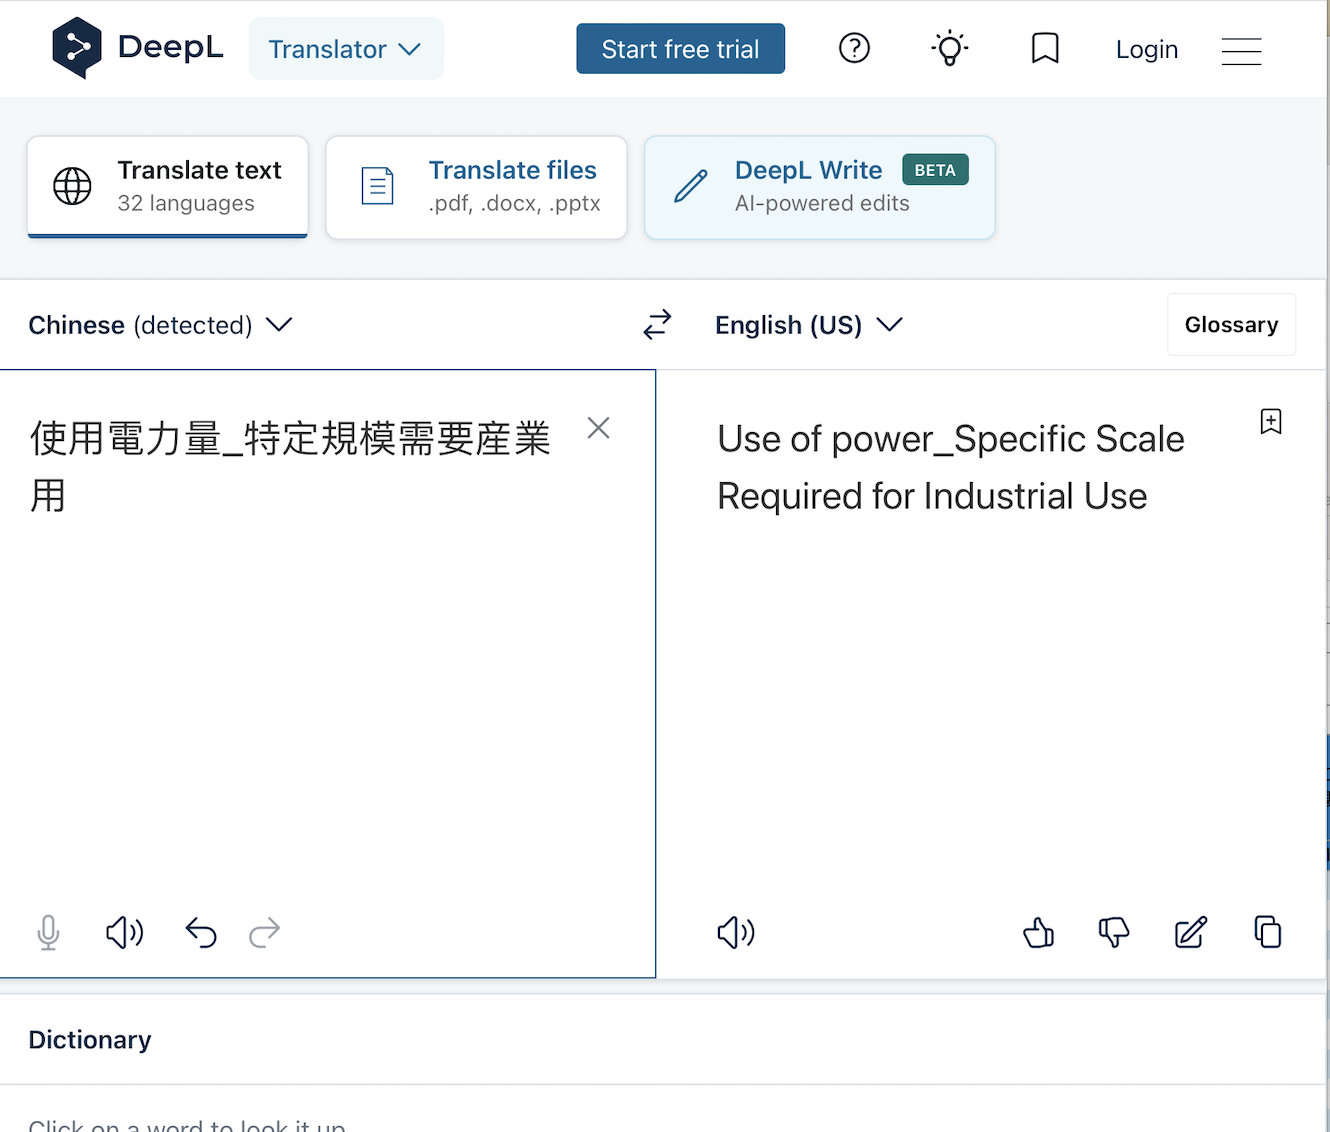 DeepL
Translator
Start free trial
Login
Translate text
32 languages
Translate files
.pdf, .docx, .pptx
DeepL Write BETA
AI-powered edits
Chinese (detected)
English (US)
Glossary
使用電力量_特定規模需要産業
用
Use of power_Specific Scale
Required for Industrial Use
Dictionary
Click on a word to look it up.